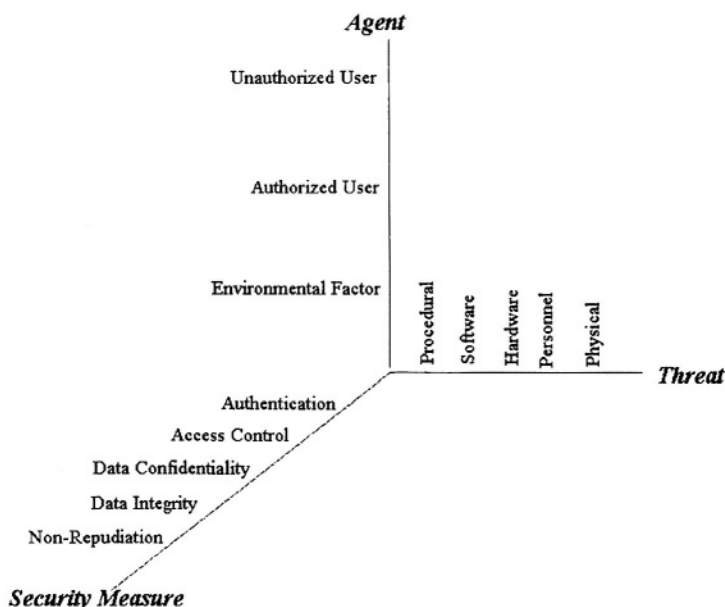 Agent
Unauthorized User
Authorized User
Environmental Factor
Procedural
Software
Hardware
Personnel
Physical
Threat
Authentication
Access Control
Data Confidentiality
Data Integrity
Non-Repudiation
Security Measure